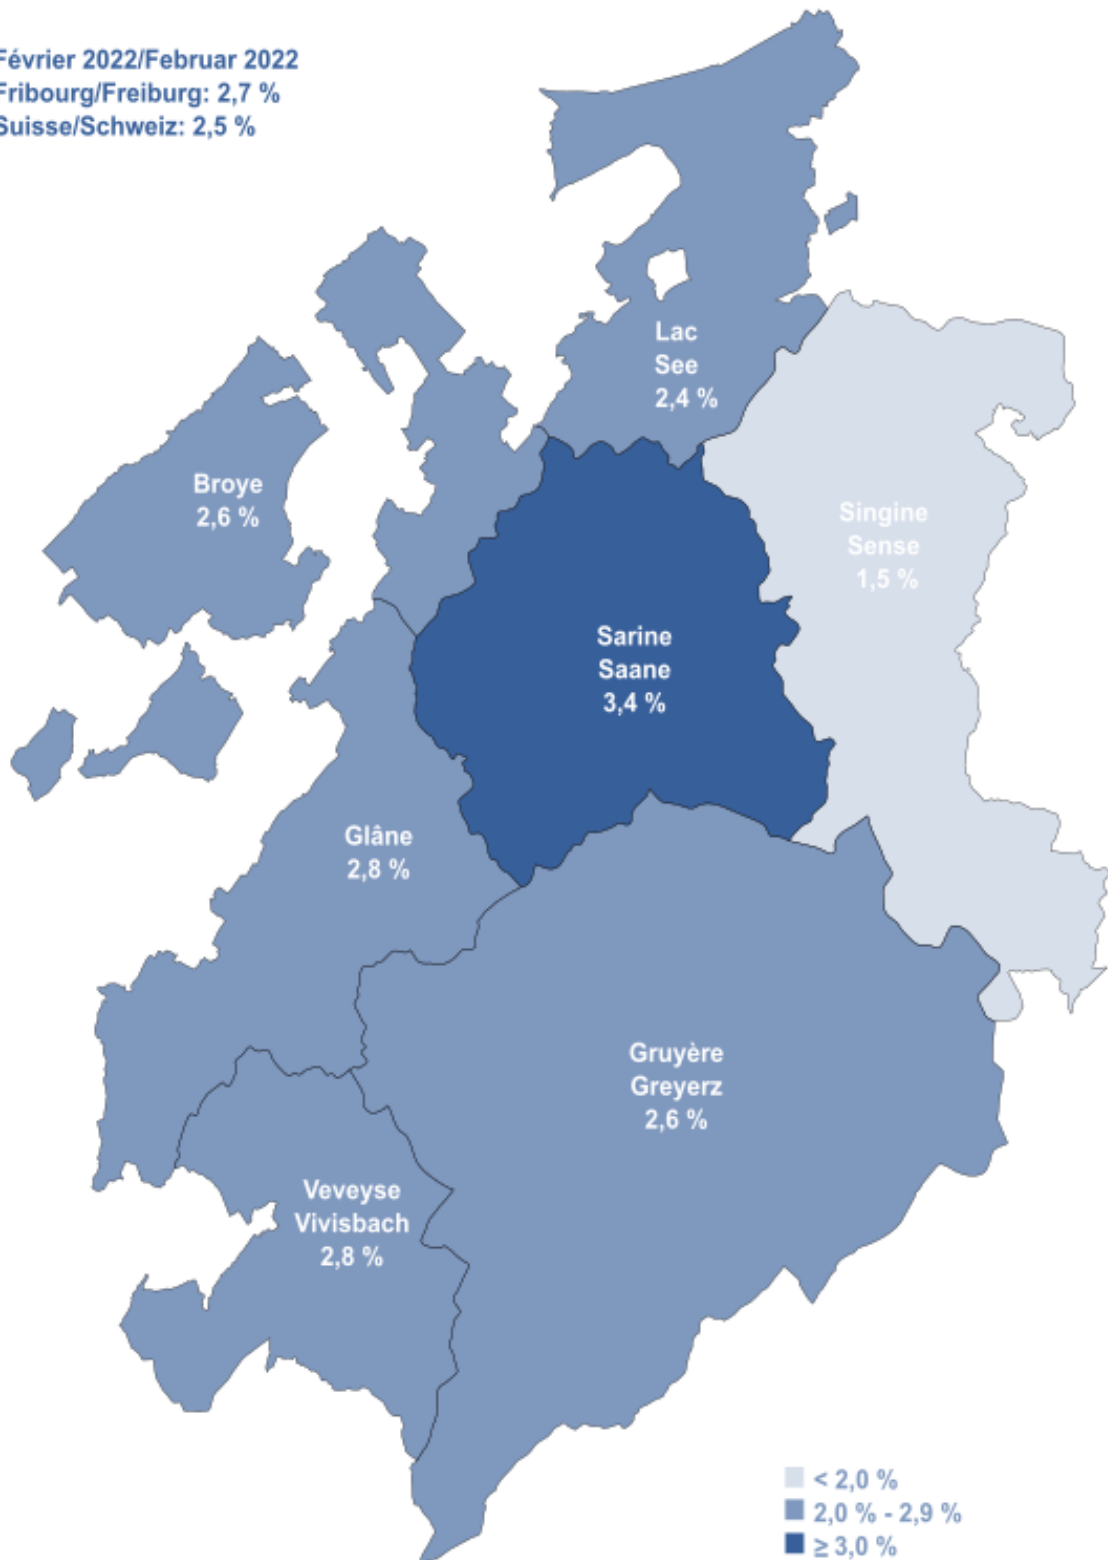 Février 2022/Februar 2022
Fribourg/Freiburg: 2,7 %
Suisse/Schweiz: 2,5 %
Lac
See
2,4 %
Broye
2,6 %
Singine
Sense
1,5 %
Sarine
Saane
3,4 %
Glâne
2,8 %
Gruyère
Greyerz
2,6 %
Veveyse
Vivisbach
2,8 %
< 2,0 %
2,0 % - 2,9 %
≥ 3,0 %